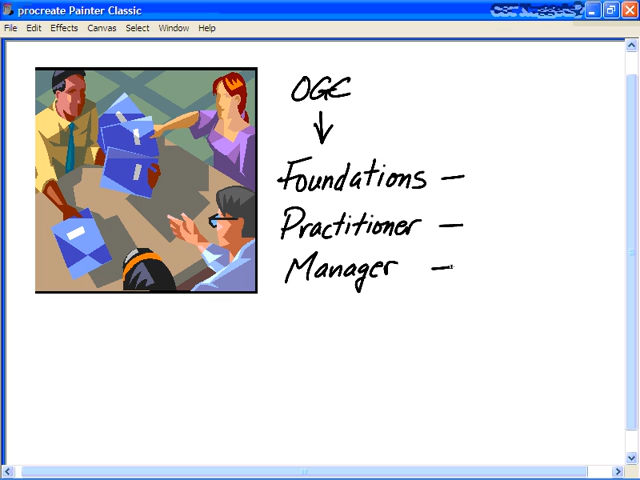 procreate Painter Classic
File Edit Effects Canvas Select Window Help
OGC
Foundations –
Practitioner –
Manager –